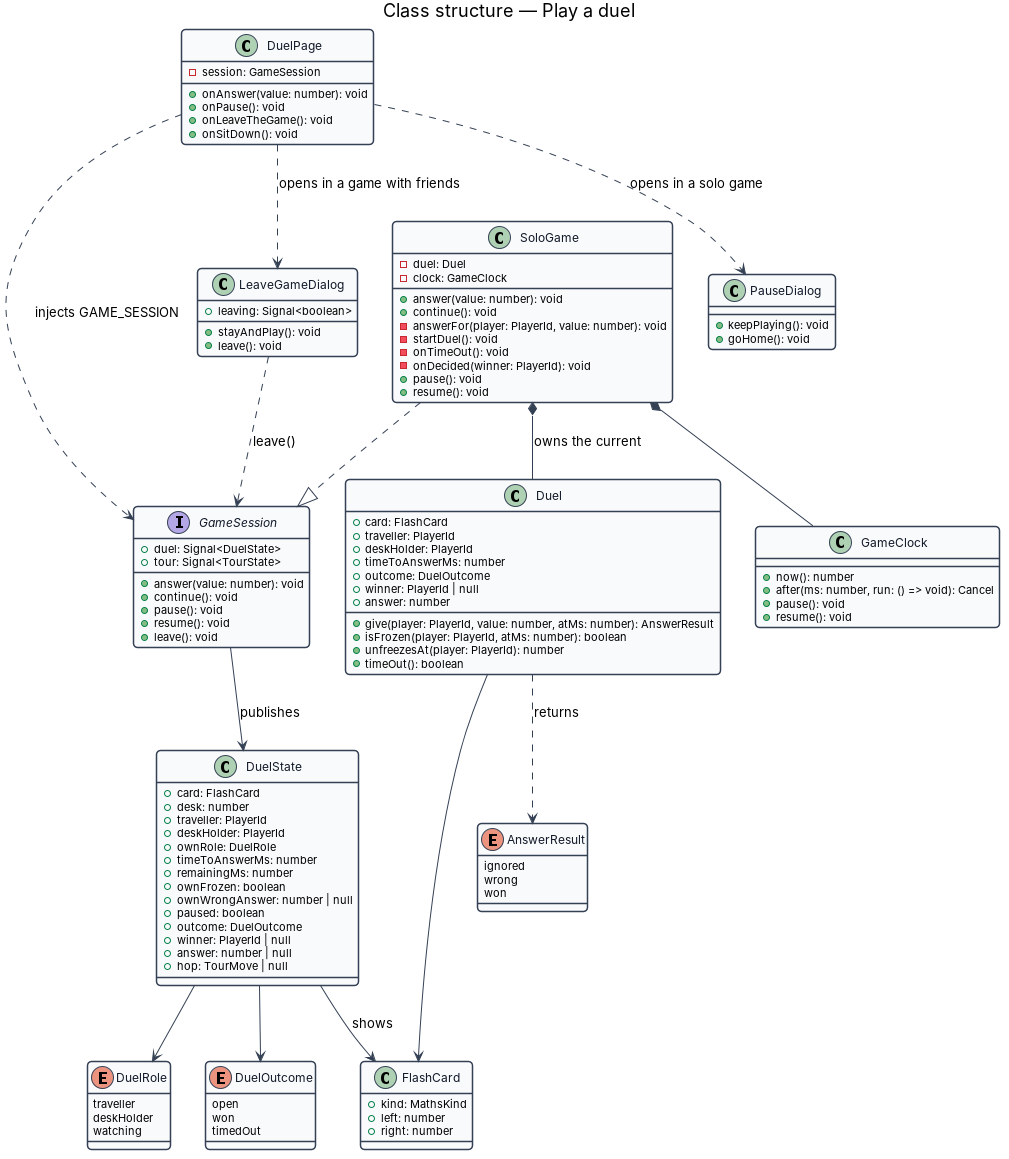 Class structure — Play a duel
C DuelPage
session: GameSession
onAnswer(value: number): void
onPause(): void
onLeaveTheGame(): void
onSitDown(): void
opens in a game with friends
opens in a solo game
injects GAME_SESSION
C LeaveGameDialog
leaving: Signal<boolean>
stayAndPlay(): void
leave(): void
C SoloGame
duel: Duel
clock: GameClock
answer(value: number): void
continue(): void
answerFor(player: PlayerId, value: number): void
startDuel(): void
onTimeOut(): void
onDecided(winner: PlayerId): void
pause(): void
resume(): void
C PauseDialog
keepPlaying(): void
goHome(): void
leave()
owns the current
I GameSession
duel: Signal<DuelState>
tour: Signal<TourState>
answer(value: number): void
continue(): void
pause(): void
resume(): void
leave(): void
C Duel
card: FlashCard
traveller: PlayerId
deskHolder: PlayerId
timeToAnswerMs: number
outcome: DuelOutcome
winner: PlayerId | null
answer: number
give(player: PlayerId, value: number, atMs: number): AnswerResult
isFrozen(player: PlayerId, atMs: number): boolean
unfreezesAt(player: PlayerId): number
timeOut(): boolean
C GameClock
now(): number
after(ms: number, run: () => void): Cancel
pause(): void
resume(): void
publishes
returns
C DuelState
card: FlashCard
desk: number
traveller: PlayerId
deskHolder: PlayerId
ownRole: DuelRole
timeToAnswerMs: number
remainingMs: number
ownFrozen: boolean
ownWrongAnswer: number | null
paused: boolean
outcome: DuelOutcome
winner: PlayerId | null
answer: number | null
hop: TourMove | null
E AnswerResult
ignored
wrong
won
shows
E DuelRole
traveller
deskHolder
watching
E DuelOutcome
open
won
timedOut
C FlashCard
kind: MathsKind
left: number
right: number